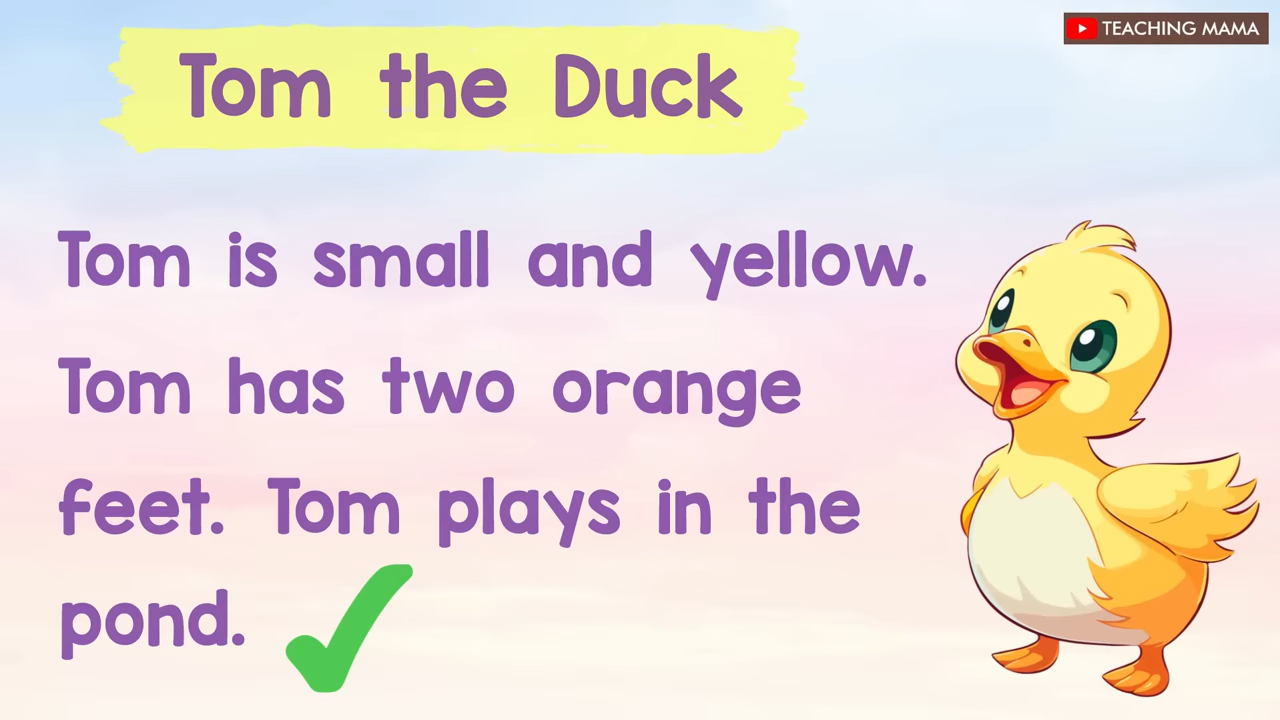 TEACHING MAMA
Tom the Duck
Tom is small and yellow.
Tom has two orange
feet. Tom plays in the
pond.